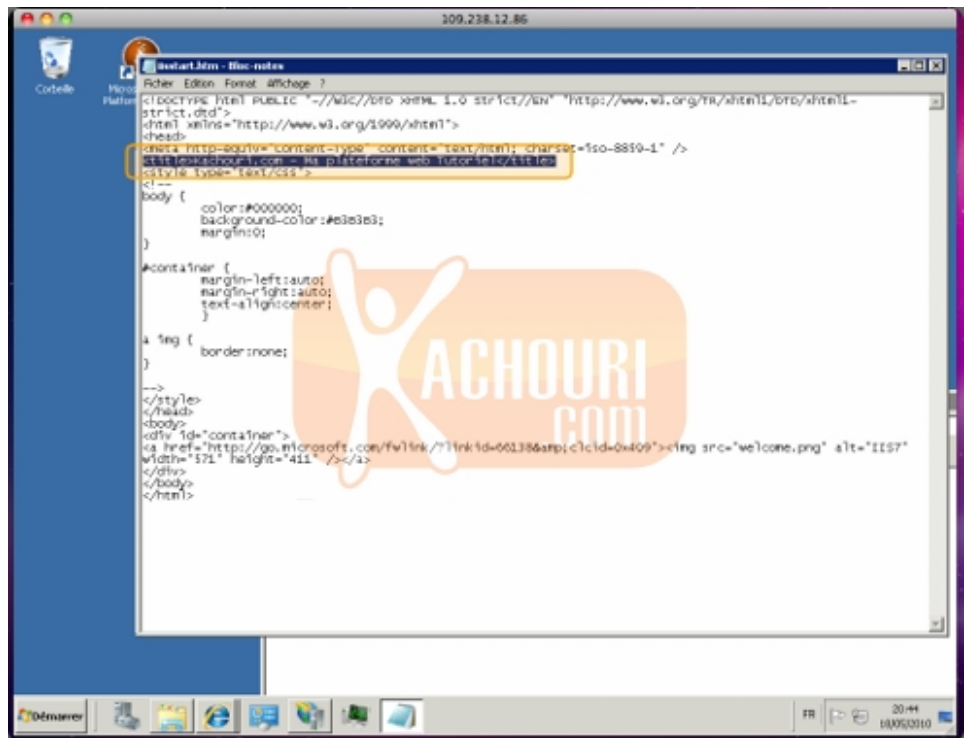 109.238.12.86
iisstart.htm - Bloc-notes
Corbeille
Fichier Edition Format Affichage ?
<!DOCTYPE html PUBLIC "-//W3C//DTD XHTML 1.0 Strict//EN" "http://www.w3.org/TR/xhtml1/DTD/xhtml1-
strict.dtd">
<html xmlns="http://www.w3.org/1999/xhtml">
<head>
<meta http-equiv="Content-Type" content="text/html; charset=iso-8859-1" />
<title>Kachouri.com - Ma plateforme web Tutoriel</title>
<style type="text/css">
<!--
body {
color:#000000;
background-color:#B3B3B3;
margin:0;
}
#container {
margin-left:auto;
margin-right:auto;
text-align:center;
}
a img {
border:none;
}
-->
</style>
</head>
<body>
<div id="container">
<a href="http://go.microsoft.com/fwlink/?linkid=66138&amp;clcid=0x409"><img src="welcome.png" alt="IIS7"
width="571" height="411" /></a>
</div>
</body>
</html>
KACHOURI
COM
Démarrer
FR
20:44
10/05/2010